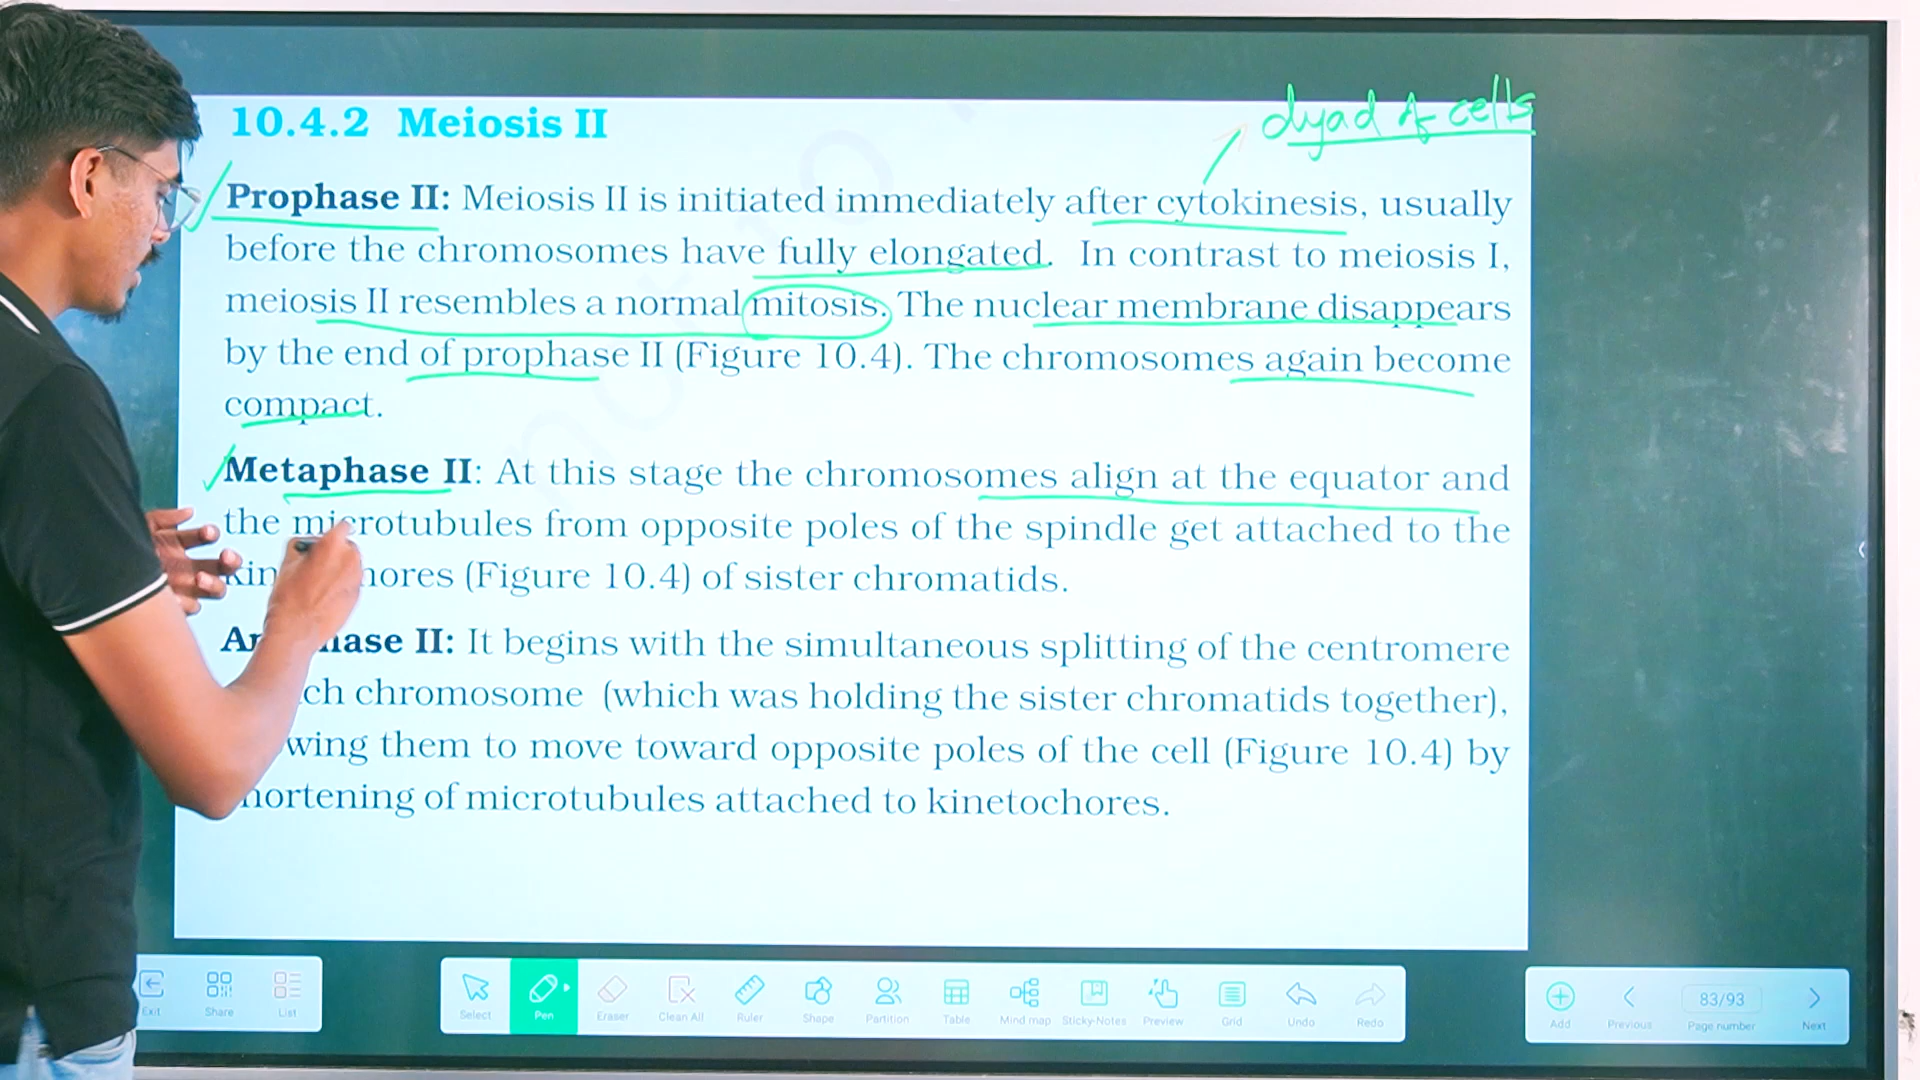 dyad of cells
10.4.2 Meiosis II
Prophase II: Meiosis II is initiated immediately after cytokinesis, usually
before the chromosomes have fully elongated. In contrast to meiosis I,
meiosis II resembles a normal mitosis. The nuclear membrane disappears
by the end of prophase II (Figure 10.4). The chromosomes again become
compact.
Metaphase II: At this stage the chromosomes align at the equator and
the microtubules from opposite poles of the spindle get attached to the
(Figure 10.4) of sister chromatids.
II: It begins with the simultaneous splitting of the centromere
chromosome (which was holding the sister chromatids together),
them to move toward opposite poles of the cell (Figure 10.4) by
of microtubules attached to kinetochores.
Exit Share List Select Pen Eraser Clean All Ruler Shape Partition Table Mind map Sticky-Notes Preview Grid Undo Redo Add Previous 83/93 Page number Next